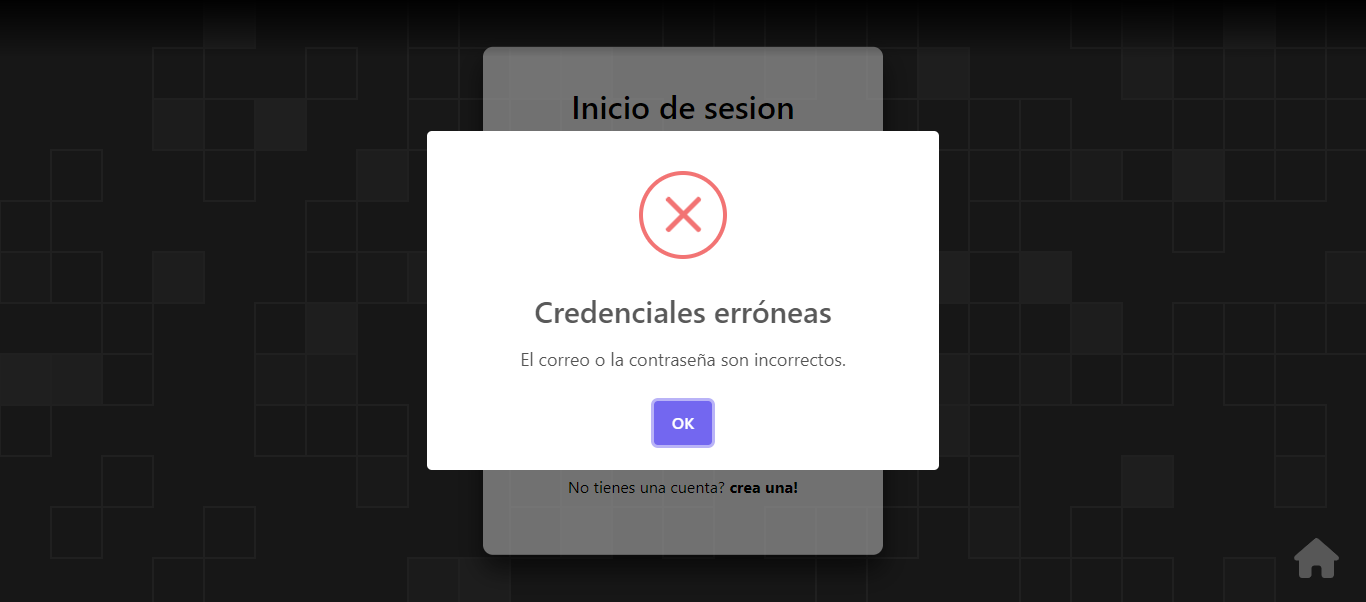 Inicio de sesion
Credenciales erróneas
El correo o la contraseña son incorrectos.
OK
No tienes una cuenta? crea una!